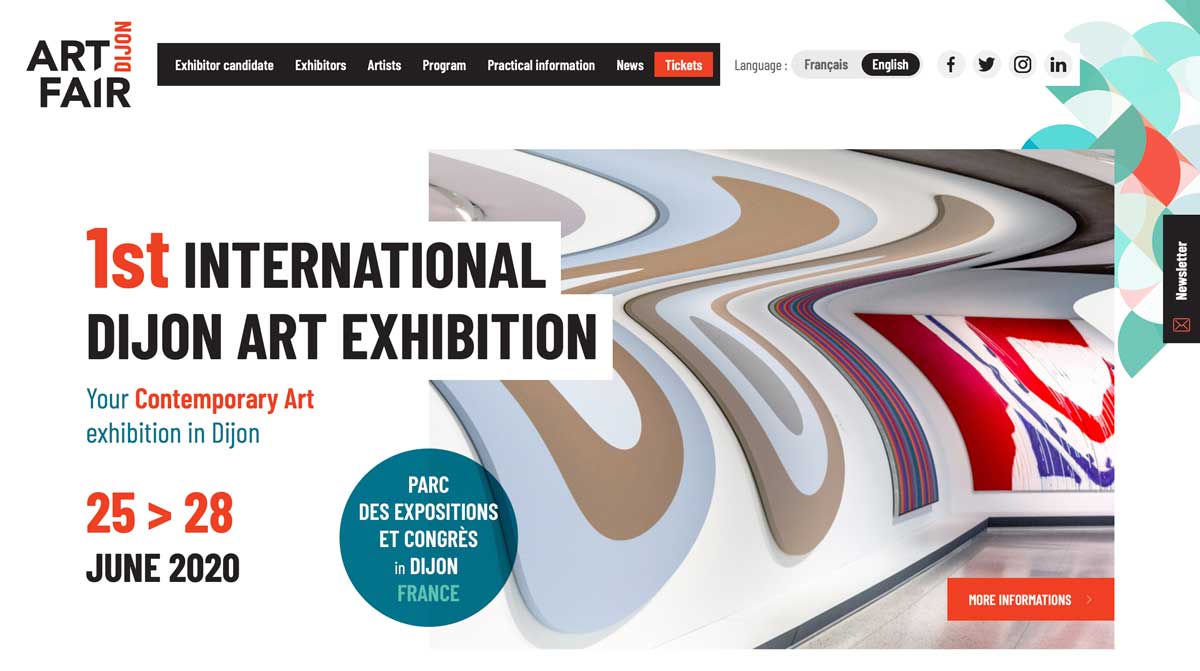 ART DIJON
FAIR
Exhibitor candidate
Exhibitors
Artists
Program
Practical information
News
Tickets
Language :
Français
English
1st INTERNATIONAL
DIJON ART EXHIBITION
Your Contemporary Art
exhibition in Dijon
25 > 28
JUNE 2020
PARC
DES EXPOSITIONS
ET CONGRÈS
in DIJON
FRANCE
MORE INFORMATIONS
Newsletter